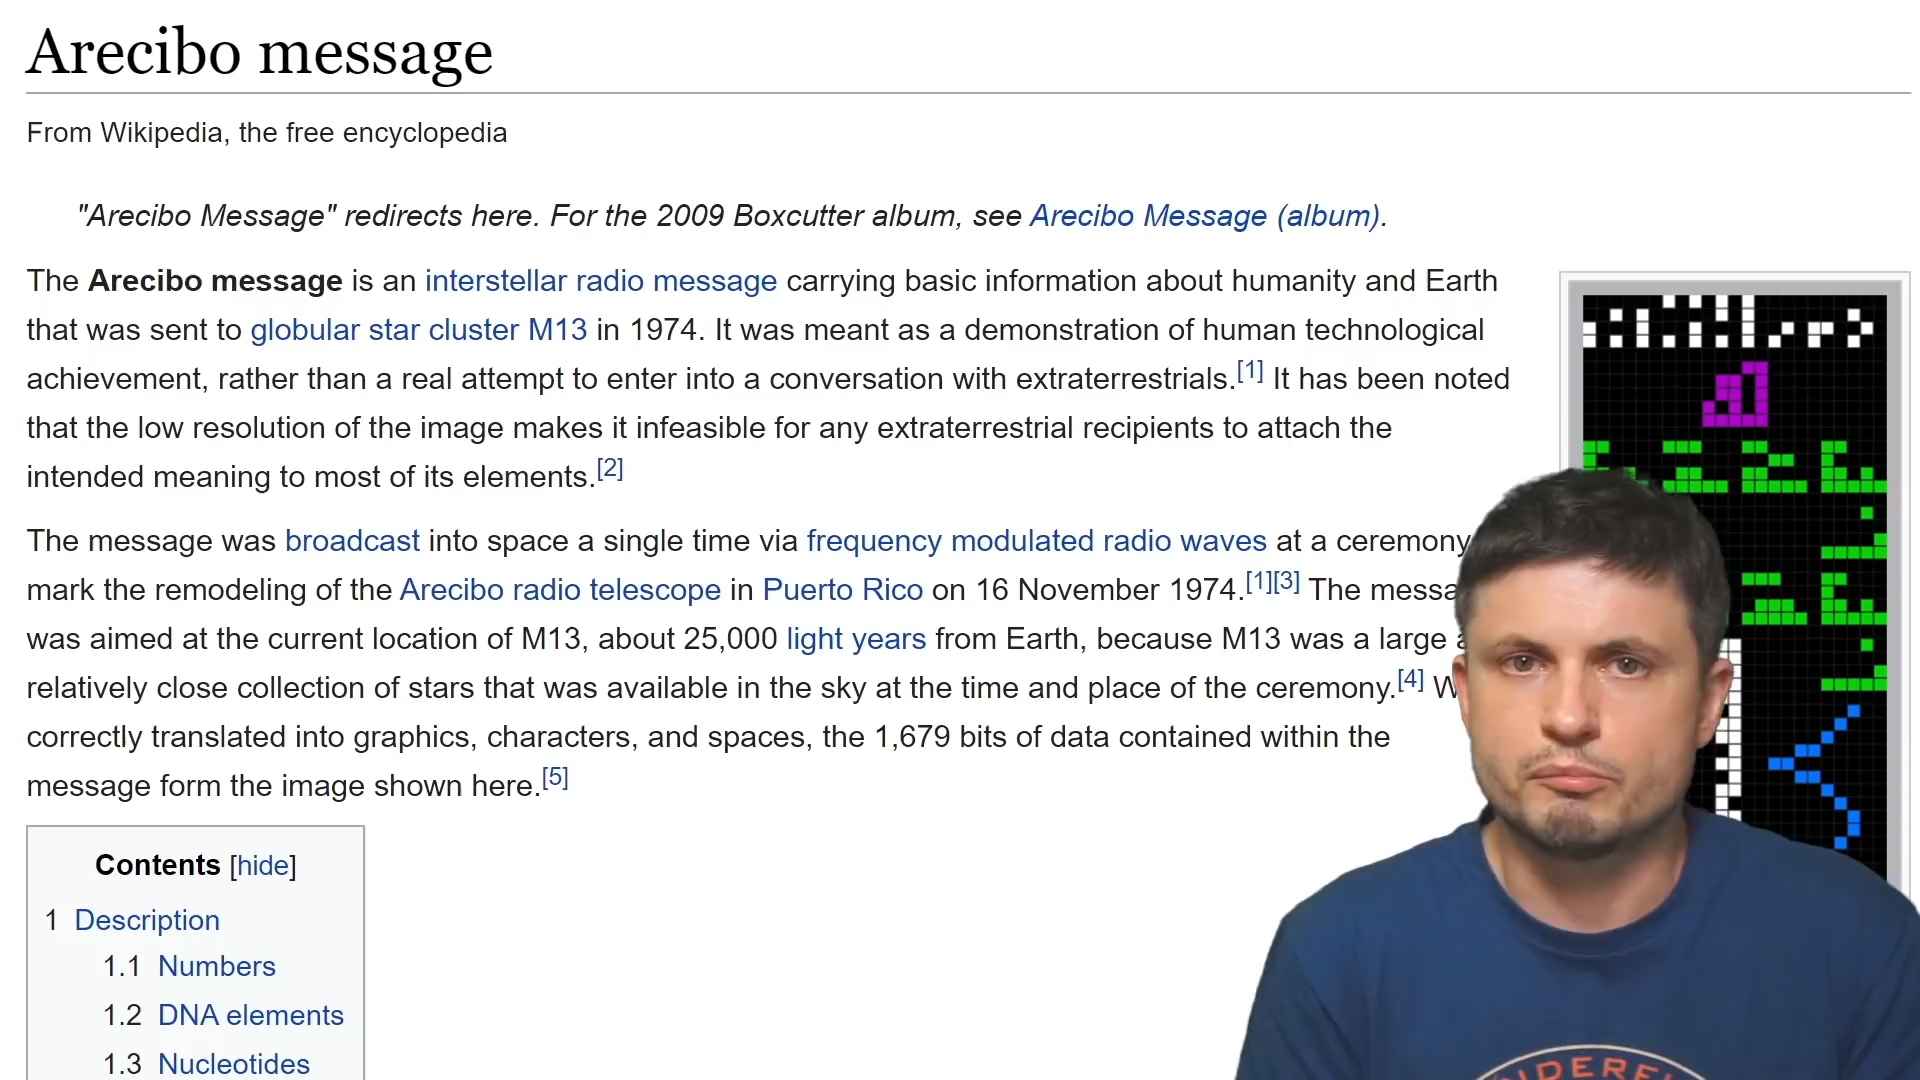 Arecibo message
From Wikipedia, the free encyclopedia
"Arecibo Message" redirects here. For the 2009 Boxcutter album, see Arecibo Message (album).
The Arecibo message is an interstellar radio message carrying basic information about humanity and Earth
that was sent to globular star cluster M13 in 1974. It was meant as a demonstration of human technological
achievement, rather than a real attempt to enter into a conversation with extraterrestrials.[1] It has been noted
that the low resolution of the image makes it infeasible for any extraterrestrial recipients to attach the
intended meaning to most of its elements.[2]
The message was broadcast into space a single time via frequency modulated radio waves at a ceremony
mark the remodeling of the Arecibo radio telescope in Puerto Rico on 16 November 1974.[1][3] The
was aimed at the current location of M13, about 25,000 light years from Earth, because M13 was a large
relatively close collection of stars that was available in the sky at the time and place of the ceremony.[4]
correctly translated into graphics, characters, and spaces, the 1,679 bits of data contained within the
message form the image shown here.[5]
Contents [hide]
1 Description
1.1 Numbers
1.2 DNA elements
1.3 Nucleotides